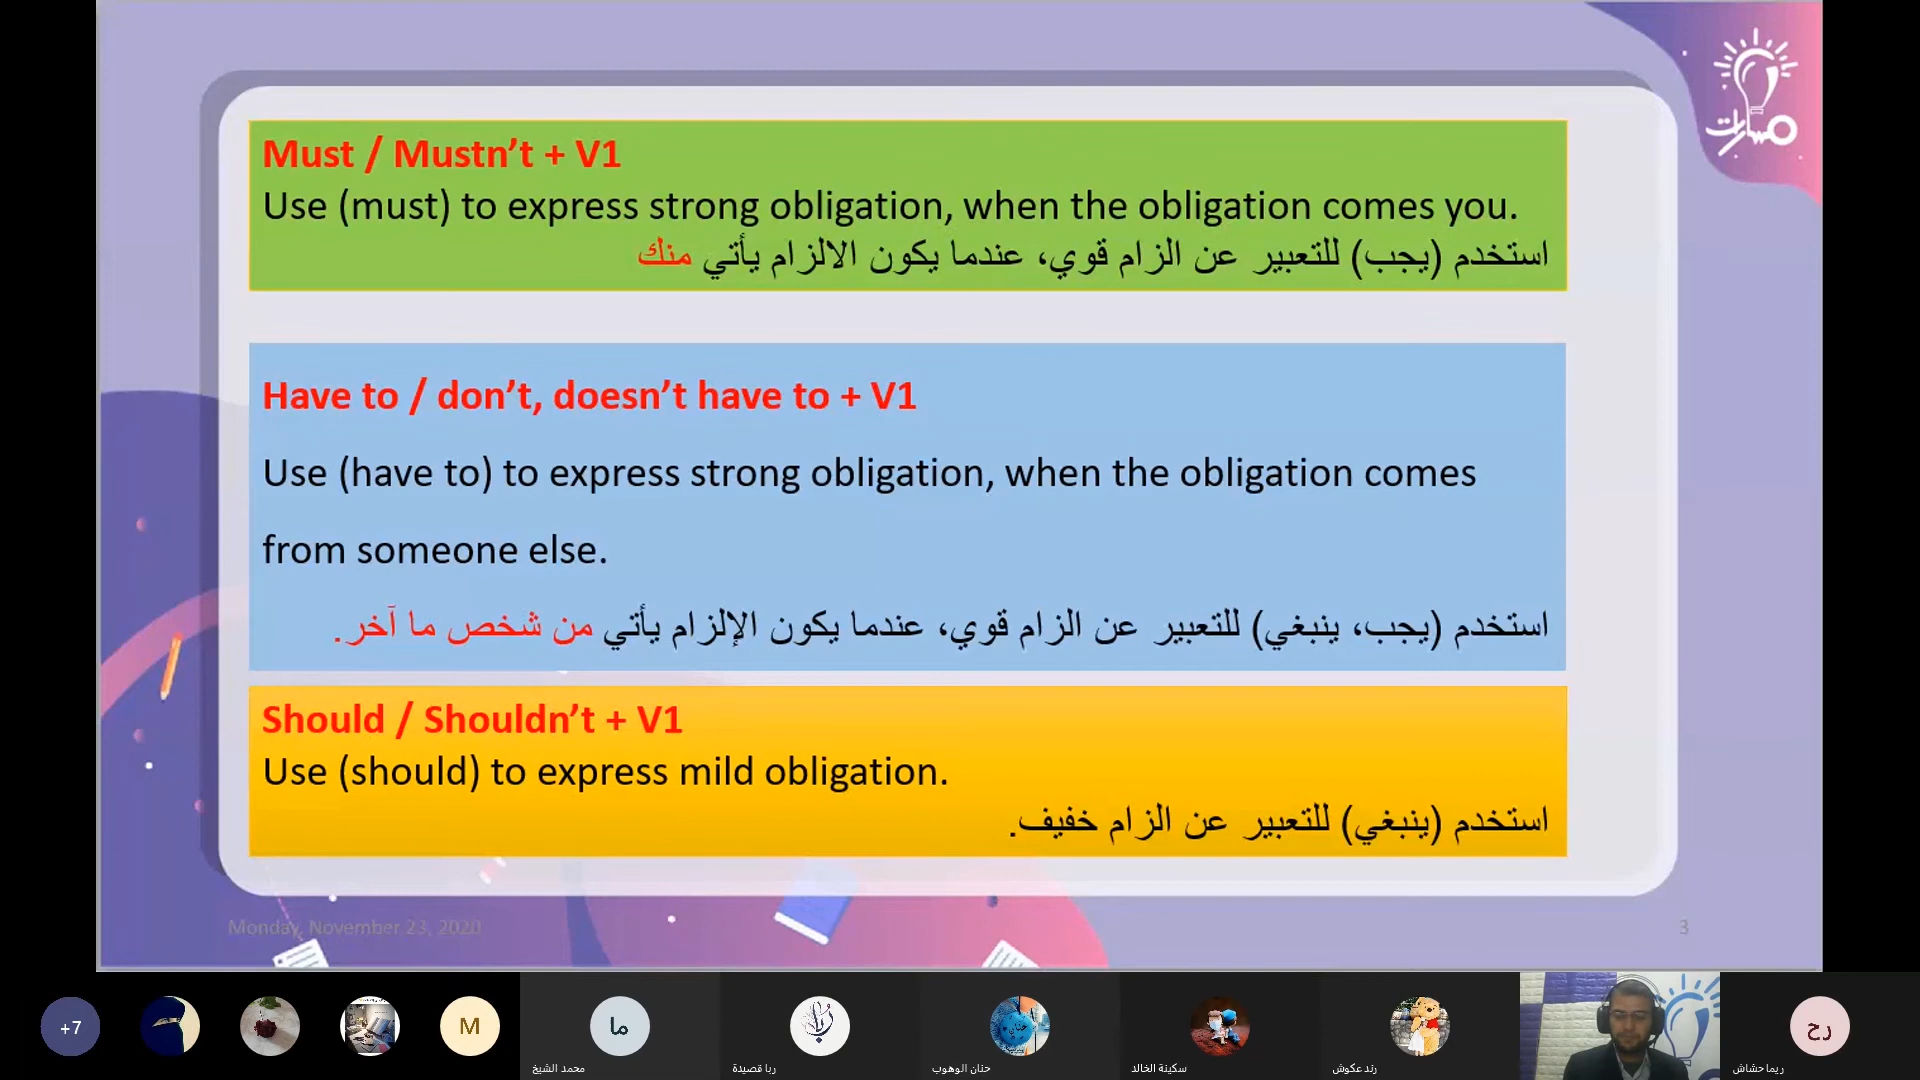 مسارات
Must / Mustn’t + V1
Use (must) to express strong obligation, when the obligation comes you.
استخدم (يجب) للتعبير عن الزام قوي، عندما يكون الالزام يأتي منك
Have to / don’t, doesn’t have to + V1
Use (have to) to express strong obligation, when the obligation comes
from someone else.
استخدم (يجب، ينبغي) للتعبير عن الزام قوي، عندما يكون الإلزام يأتي من شخص ما آخر.
Should / Shouldn’t + V1
Use (should) to express mild obligation.
استخدم (ينبغي) للتعبير عن الزام خفيف.
Monday, November 23, 2020
3
+7
M
ما
رح
حنان
محمد الشيخ
ربا قصيدة
حنان الوهوب
سكينة الخالد
رند عكوش
ريما حشاش